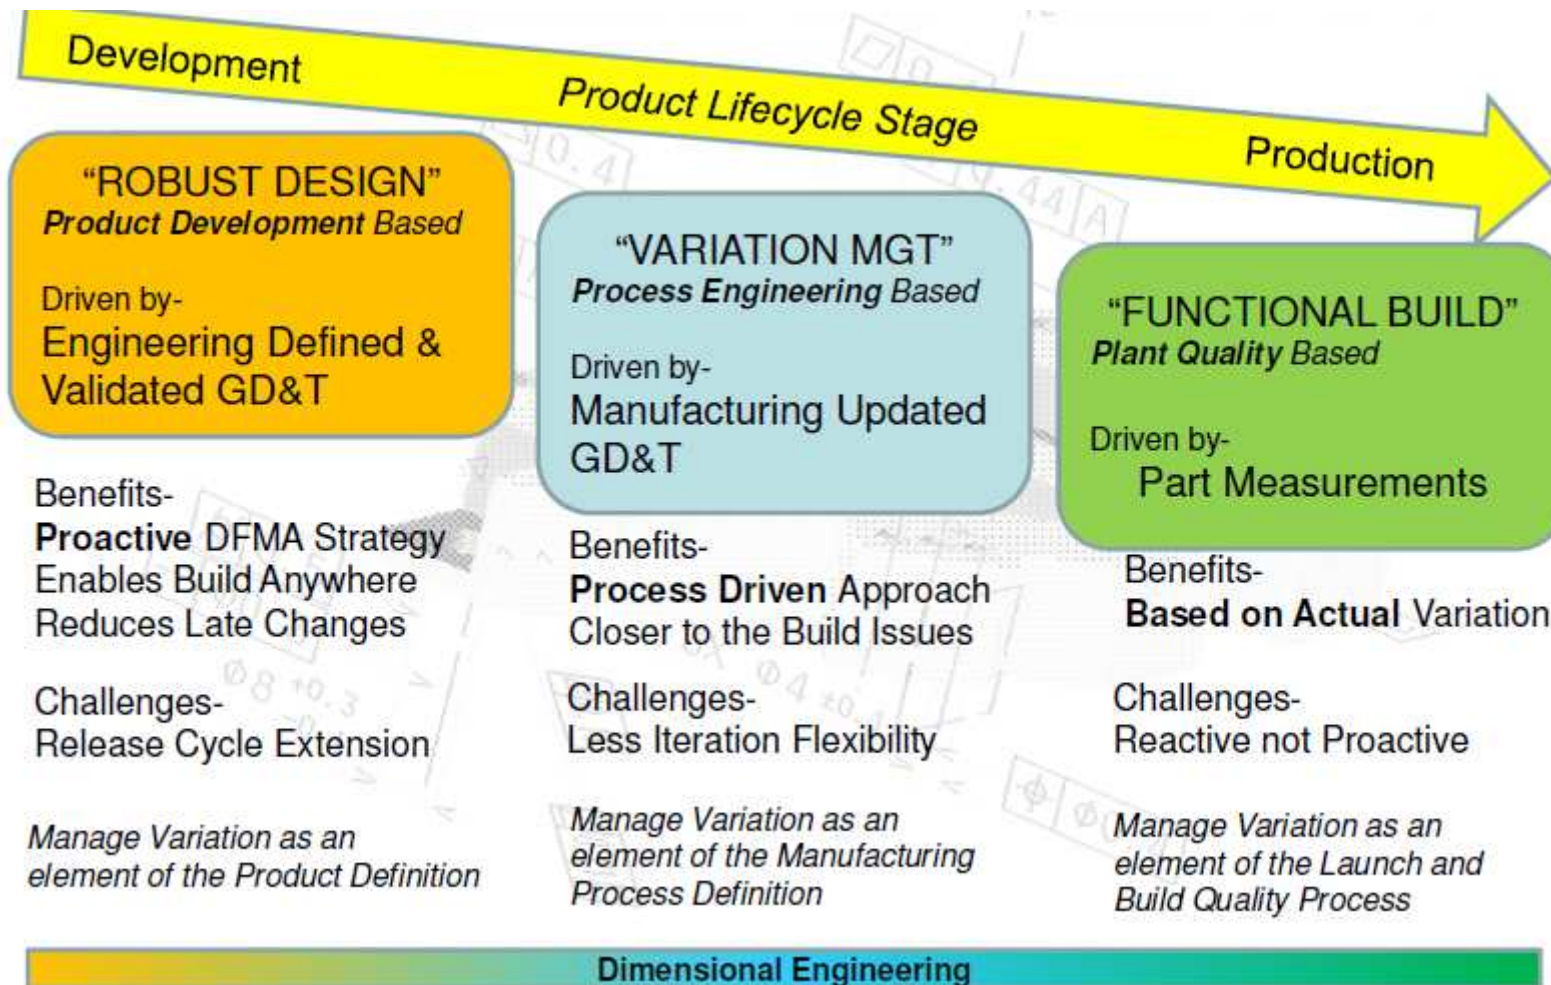 Development
Product Lifecycle Stage
Production
“ROBUST DESIGN”
Product Development Based
Driven by-
Engineering Defined &
Validated GD&T
Benefits-
Proactive DFMA Strategy
Enables Build Anywhere
Reduces Late Changes
Challenges-
Release Cycle Extension
Manage Variation as an
element of the Product Definition
“VARIATION MGT”
Process Engineering Based
Driven by-
Manufacturing Updated
GD&T
Benefits-
Process Driven Approach
Closer to the Build Issues
Challenges-
Less Iteration Flexibility
Manage Variation as an
element of the Manufacturing
Process Definition
“FUNCTIONAL BUILD”
Plant Quality Based
Driven by-
Part Measurements
Benefits-
Based on Actual Variation
Challenges-
Reactive not Proactive
Manage Variation as an
element of the Launch and
Build Quality Process
Dimensional Engineering
0.4
.44 A